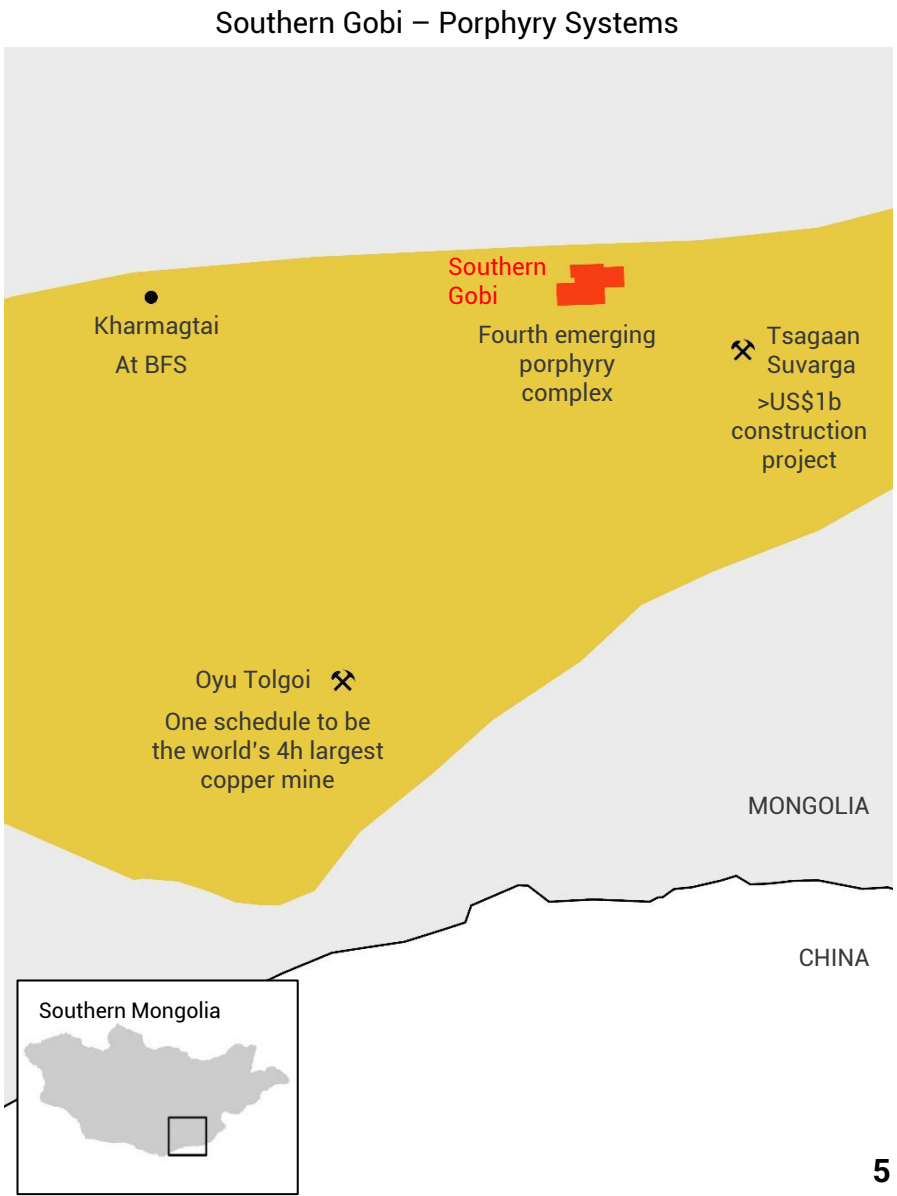 Southern Gobi – Porphyry Systems
Southern
Gobi
Kharmagtai
At BFS
Fourth emerging
porphyry
complex
Tsagaan
Suvarga
>US$1b
construction
project
Oyu Tolgoi
One schedule to be
the world's 4h largest
copper mine
MONGOLIA
CHINA
Southern Mongolia
5